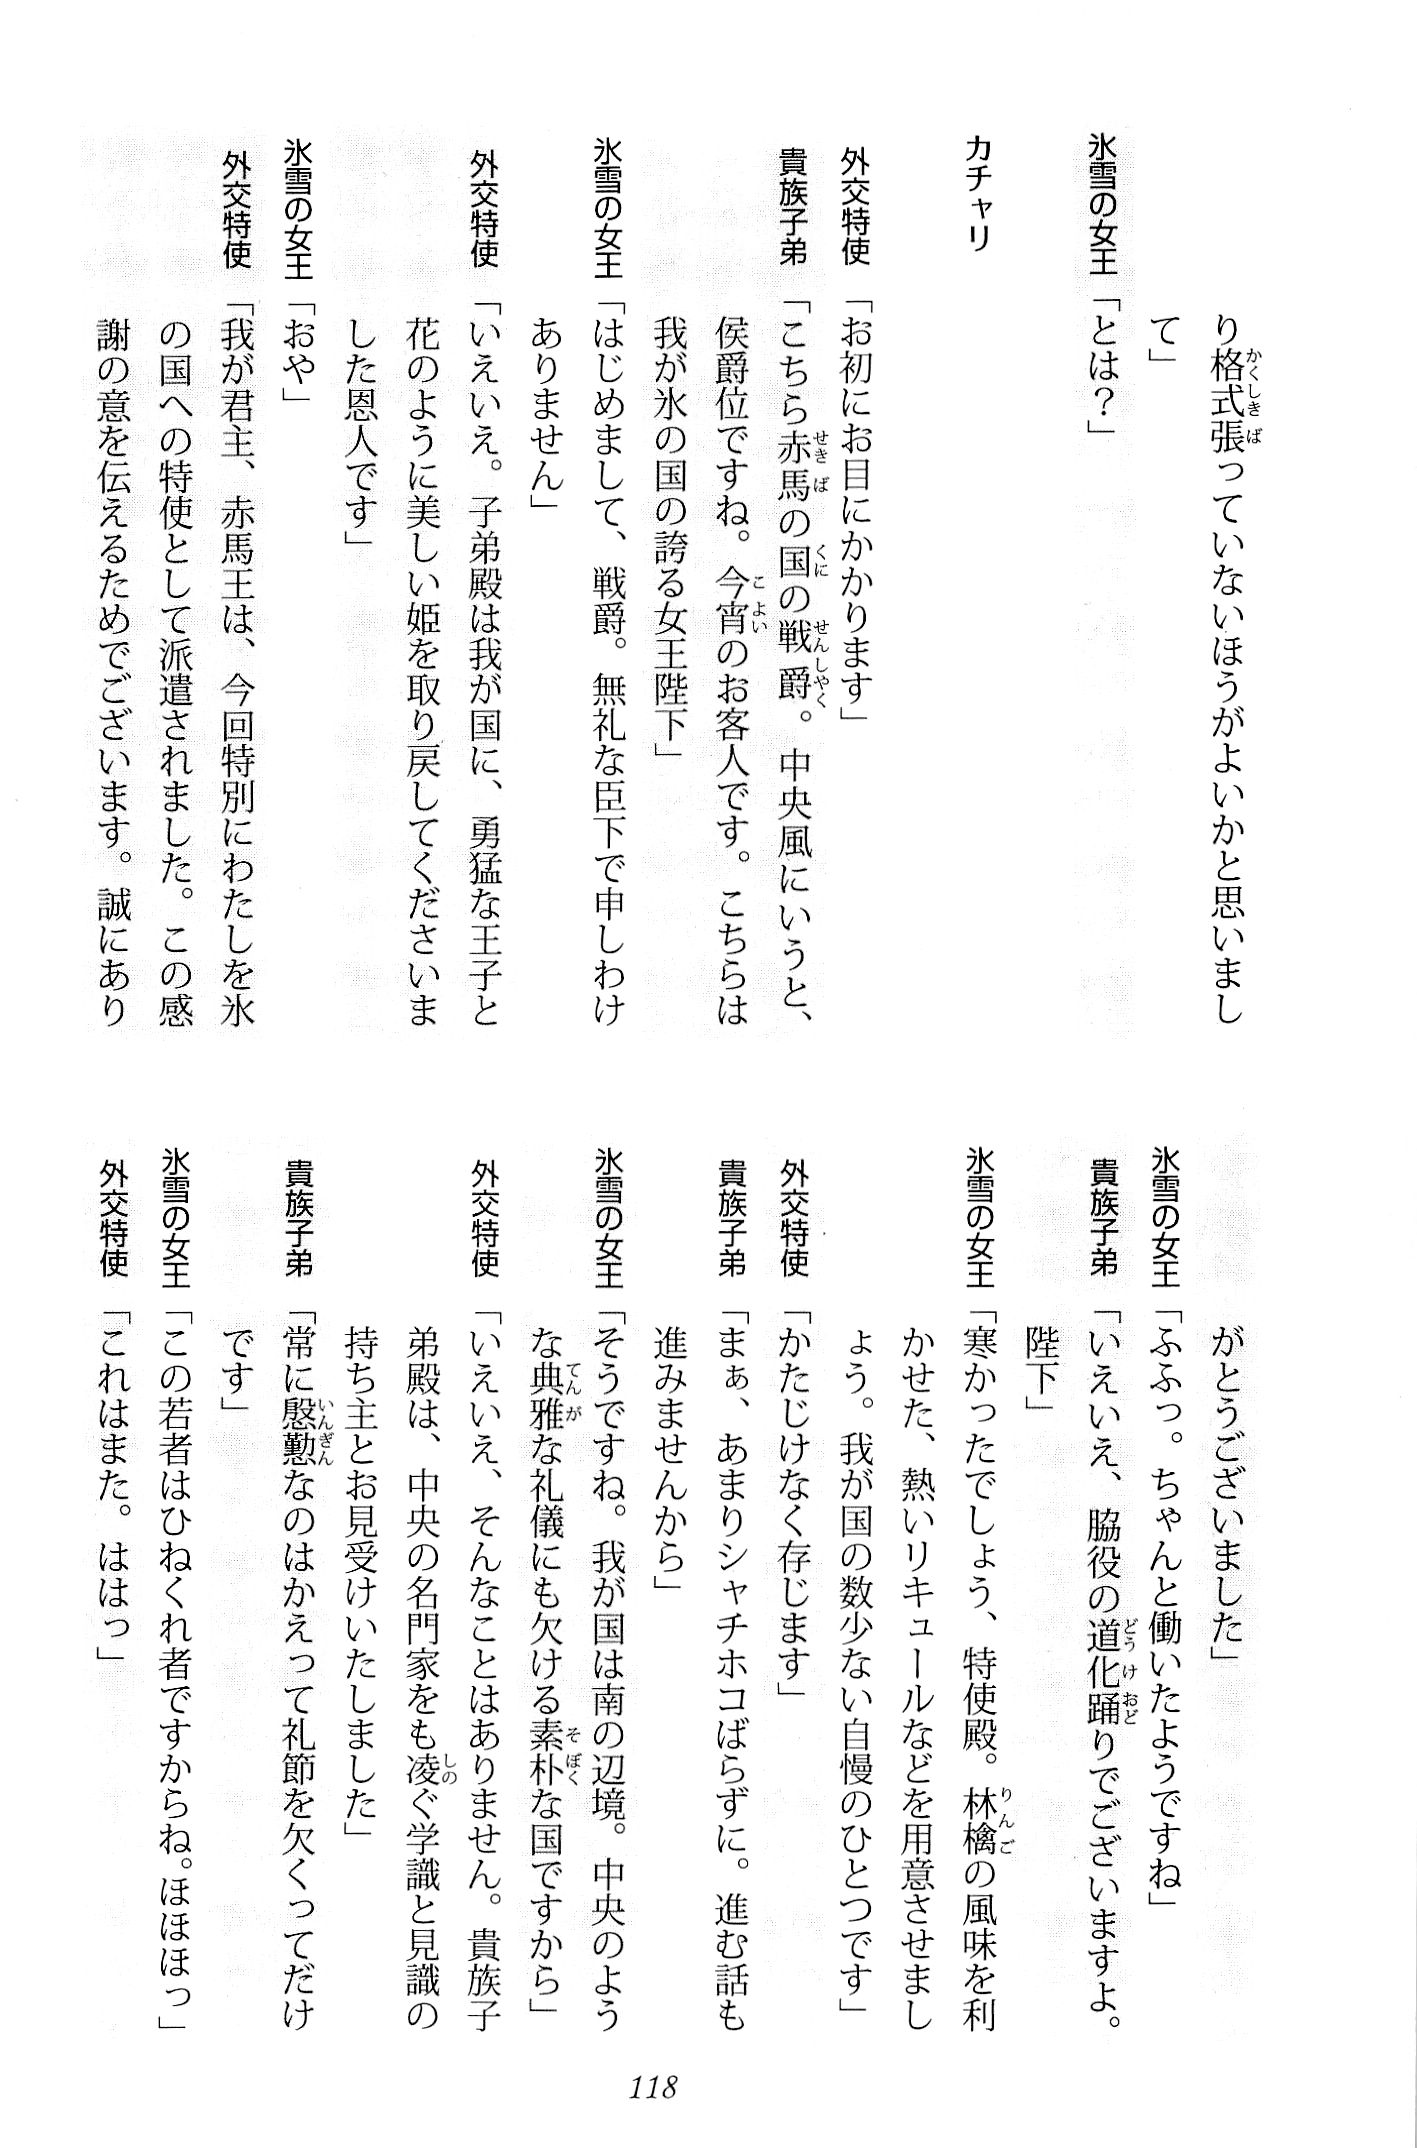 り格式張っていないほうがよいかと思いまし
て」
氷雪の女王「とは？」
カチャリ
外交特使「お初にお目にかかります」
貴族子弟「こちら赤馬の国の戦爵。中央風にいうと、
侯爵位ですね。今宵のお客人です。こちらは
我が氷の国の誇る女王陛下」
氷雪の女王「はじめまして、戦爵。無礼な臣下で申しわけ
ありません」
外交特使「いえいえ。子弟殿は我が国に、勇猛な王子と
花のように美しい姫を取り戻してくださいま
した恩人です」
氷雪の女王「おや」
外交特使「我が君主、赤馬王は、今回特別にわたしを氷
の国への特使として派遣されました。この感
謝の意を伝えるためでございます。誠にあり
がとうございました」
氷雪の女王「ふふっ。ちゃんと働いたようですね」
貴族子弟「いえいえ、脇役の道化踊りでございますよ。
陛下」
氷雪の女王「寒かったでしょう、特使殿。林檎の風味を利
かせた、熱いリキュールなどを用意させまし
ょう。我が国の数少ない自慢のひとつです」
外交特使「かたじけなく存じます」
貴族子弟「まぁ、あまりシャチホコばらずに。進む話も
進みませんから」
氷雪の女王「そうですね。我が国は南の辺境。中央のよう
な典雅な礼儀にも欠ける素朴な国ですから」
外交特使「いえいえ、そんなことはありません。貴族子
弟殿は、中央の名門家をも凌ぐ学識と見識の
持ち主とお見受けいたしました」
貴族子弟「常に慇懃なのはかえって礼節を欠くってだけ
です」
氷雪の女王「この若者はひねくれ者ですからね。ほほほっ」
外交特使「これはまた。ははっ」
118